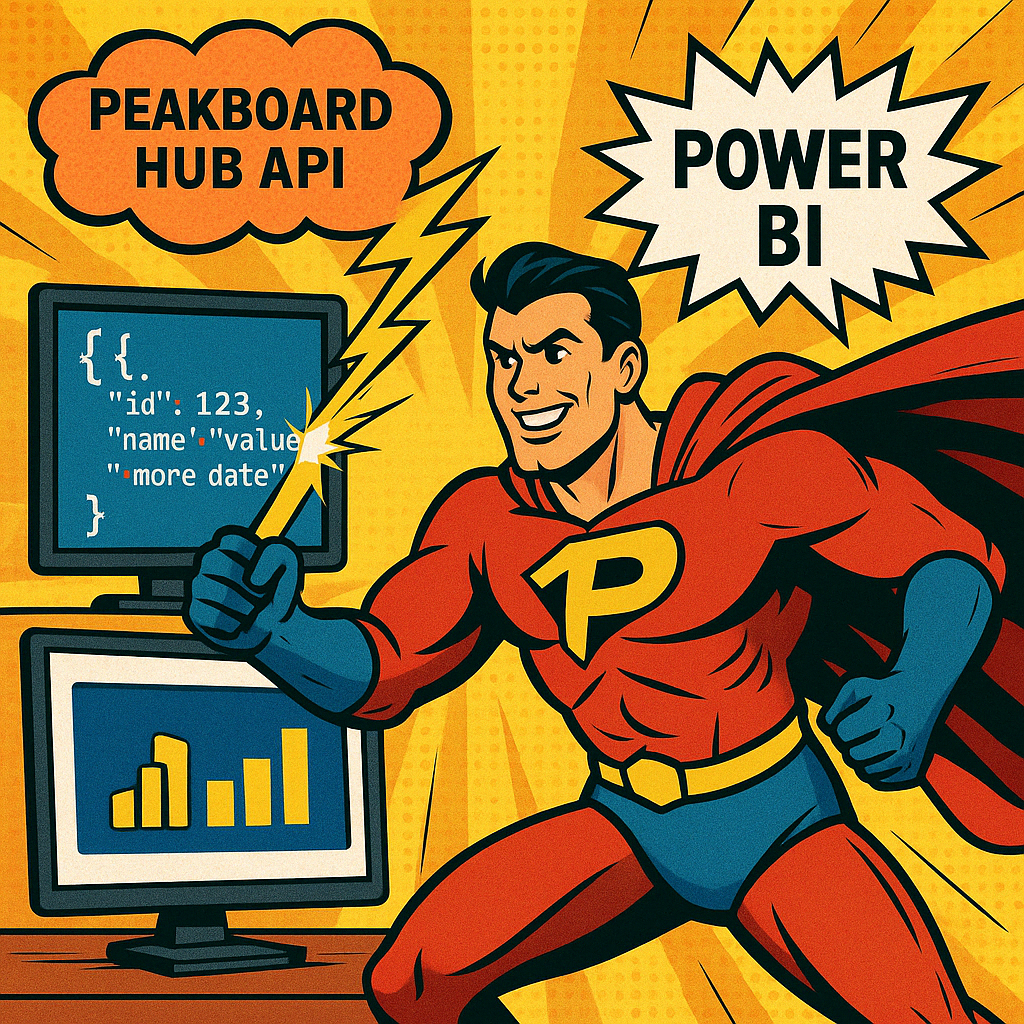 PEAKBOARD
HUB API
POWER
BI
{ {.
"id": 123,
"name'·"value
"·more date"
}
P